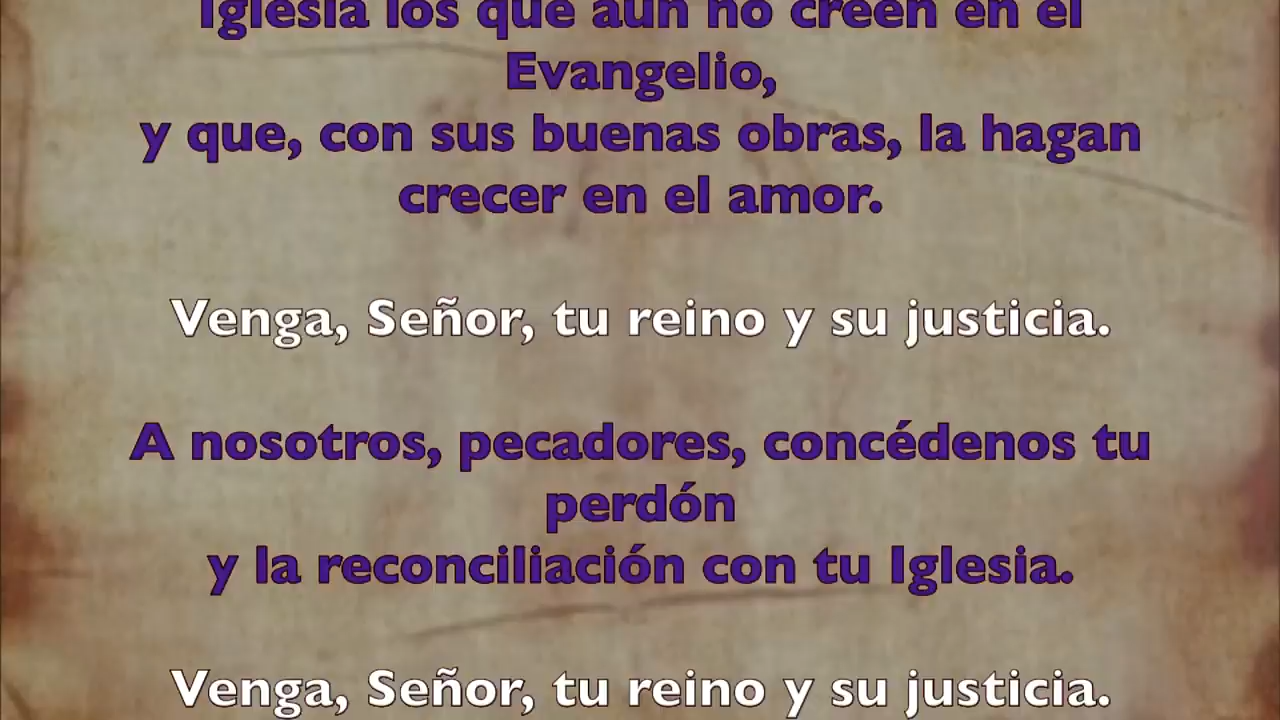 Iglesia los que aún no creen en el
Evangelio,
y que, con sus buenas obras, la hagan
crecer en el amor.
Venga, Señor, tu reino y su justicia.
A nosotros, pecadores, concédenos tu
perdón
y la reconciliación con tu Iglesia.
Venga, Señor, tu reino y su justicia.